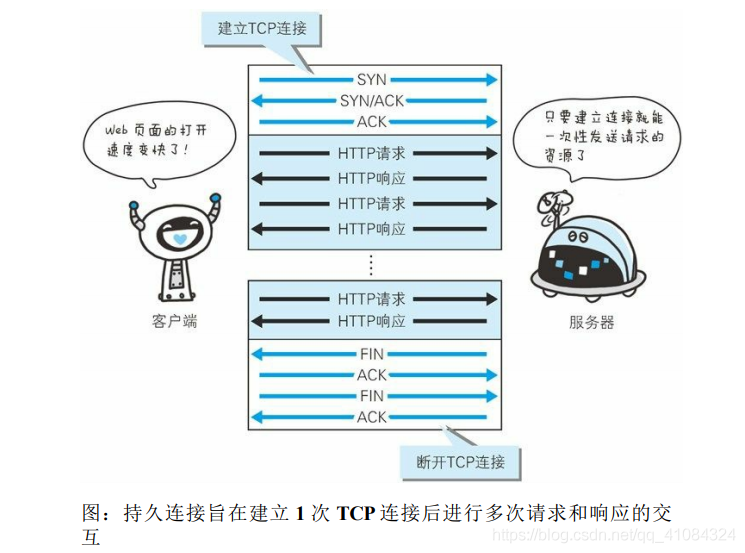 建立TCP连接
SYN
SYN/ACK
ACK
Web 页面的打开
速度变快了!
只要建立连接就能
一次性发送请求的
资源了
HTTP请求
HTTP响应
HTTP请求
HTTP响应
HTTP请求
HTTP响应
客户端
服务器
FIN
ACK
FIN
ACK
断开TCP连接
图：持久连接旨在建立 1 次 TCP 连接后进行多次请求和响应的交
互
https://blog.csdn.net/qq_41084324